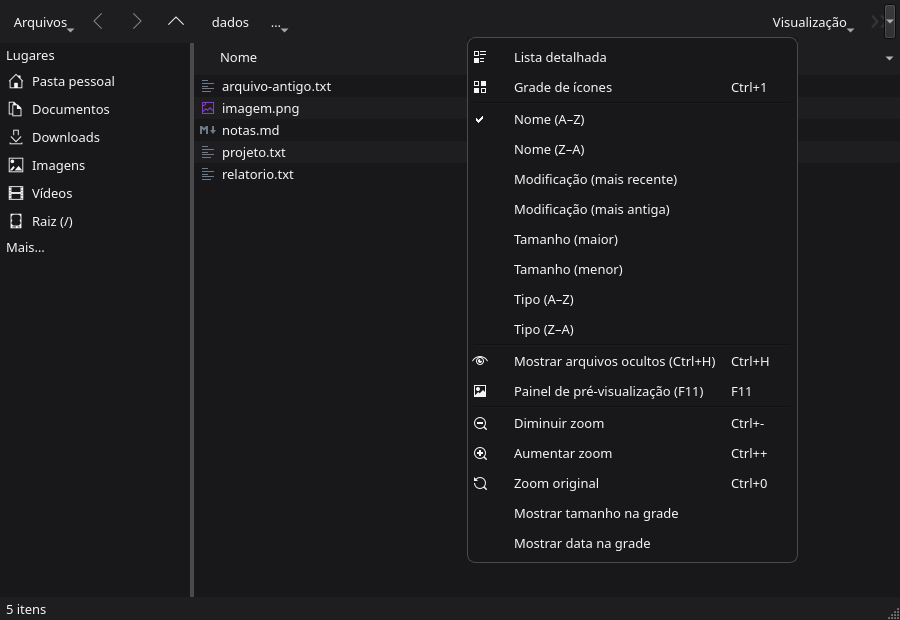 Arquivos
dados
...
Visualização
Lugares
Pasta pessoal
Documentos
Downloads
Imagens
Vídeos
Raiz (/)
Mais...
Nome
arquivo-antigo.txt
imagem.png
M notas.md
projeto.txt
relatorio.txt
Lista detalhada
Grade de ícones Ctrl+1
Nome (A–Z)
Nome (Z–A)
Modificação (mais recente)
Modificação (mais antiga)
Tamanho (maior)
Tamanho (menor)
Tipo (A–Z)
Tipo (Z–A)
Mostrar arquivos ocultos (Ctrl+H) Ctrl+H
Painel de pré-visualização (F11) F11
Diminuir zoom Ctrl+-
Aumentar zoom Ctrl++
Zoom original Ctrl+0
Mostrar tamanho na grade
Mostrar data na grade
5 itens